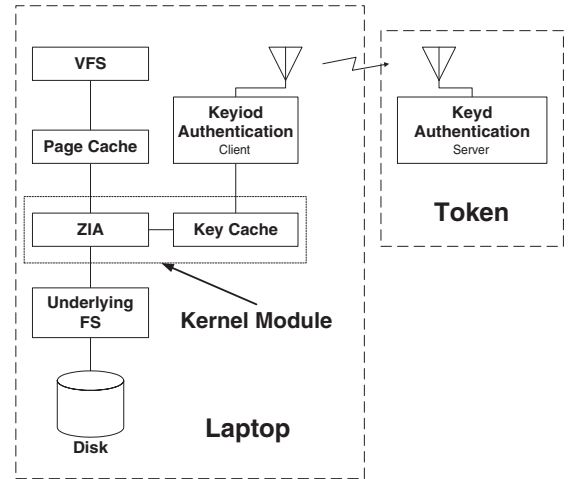 VFS
Page Cache
ZIA
Underlying
FS
Disk
Keyiod
Authentication
Client
Key Cache
Kernel Module
Laptop
Keyd
Authentication
Server
Token